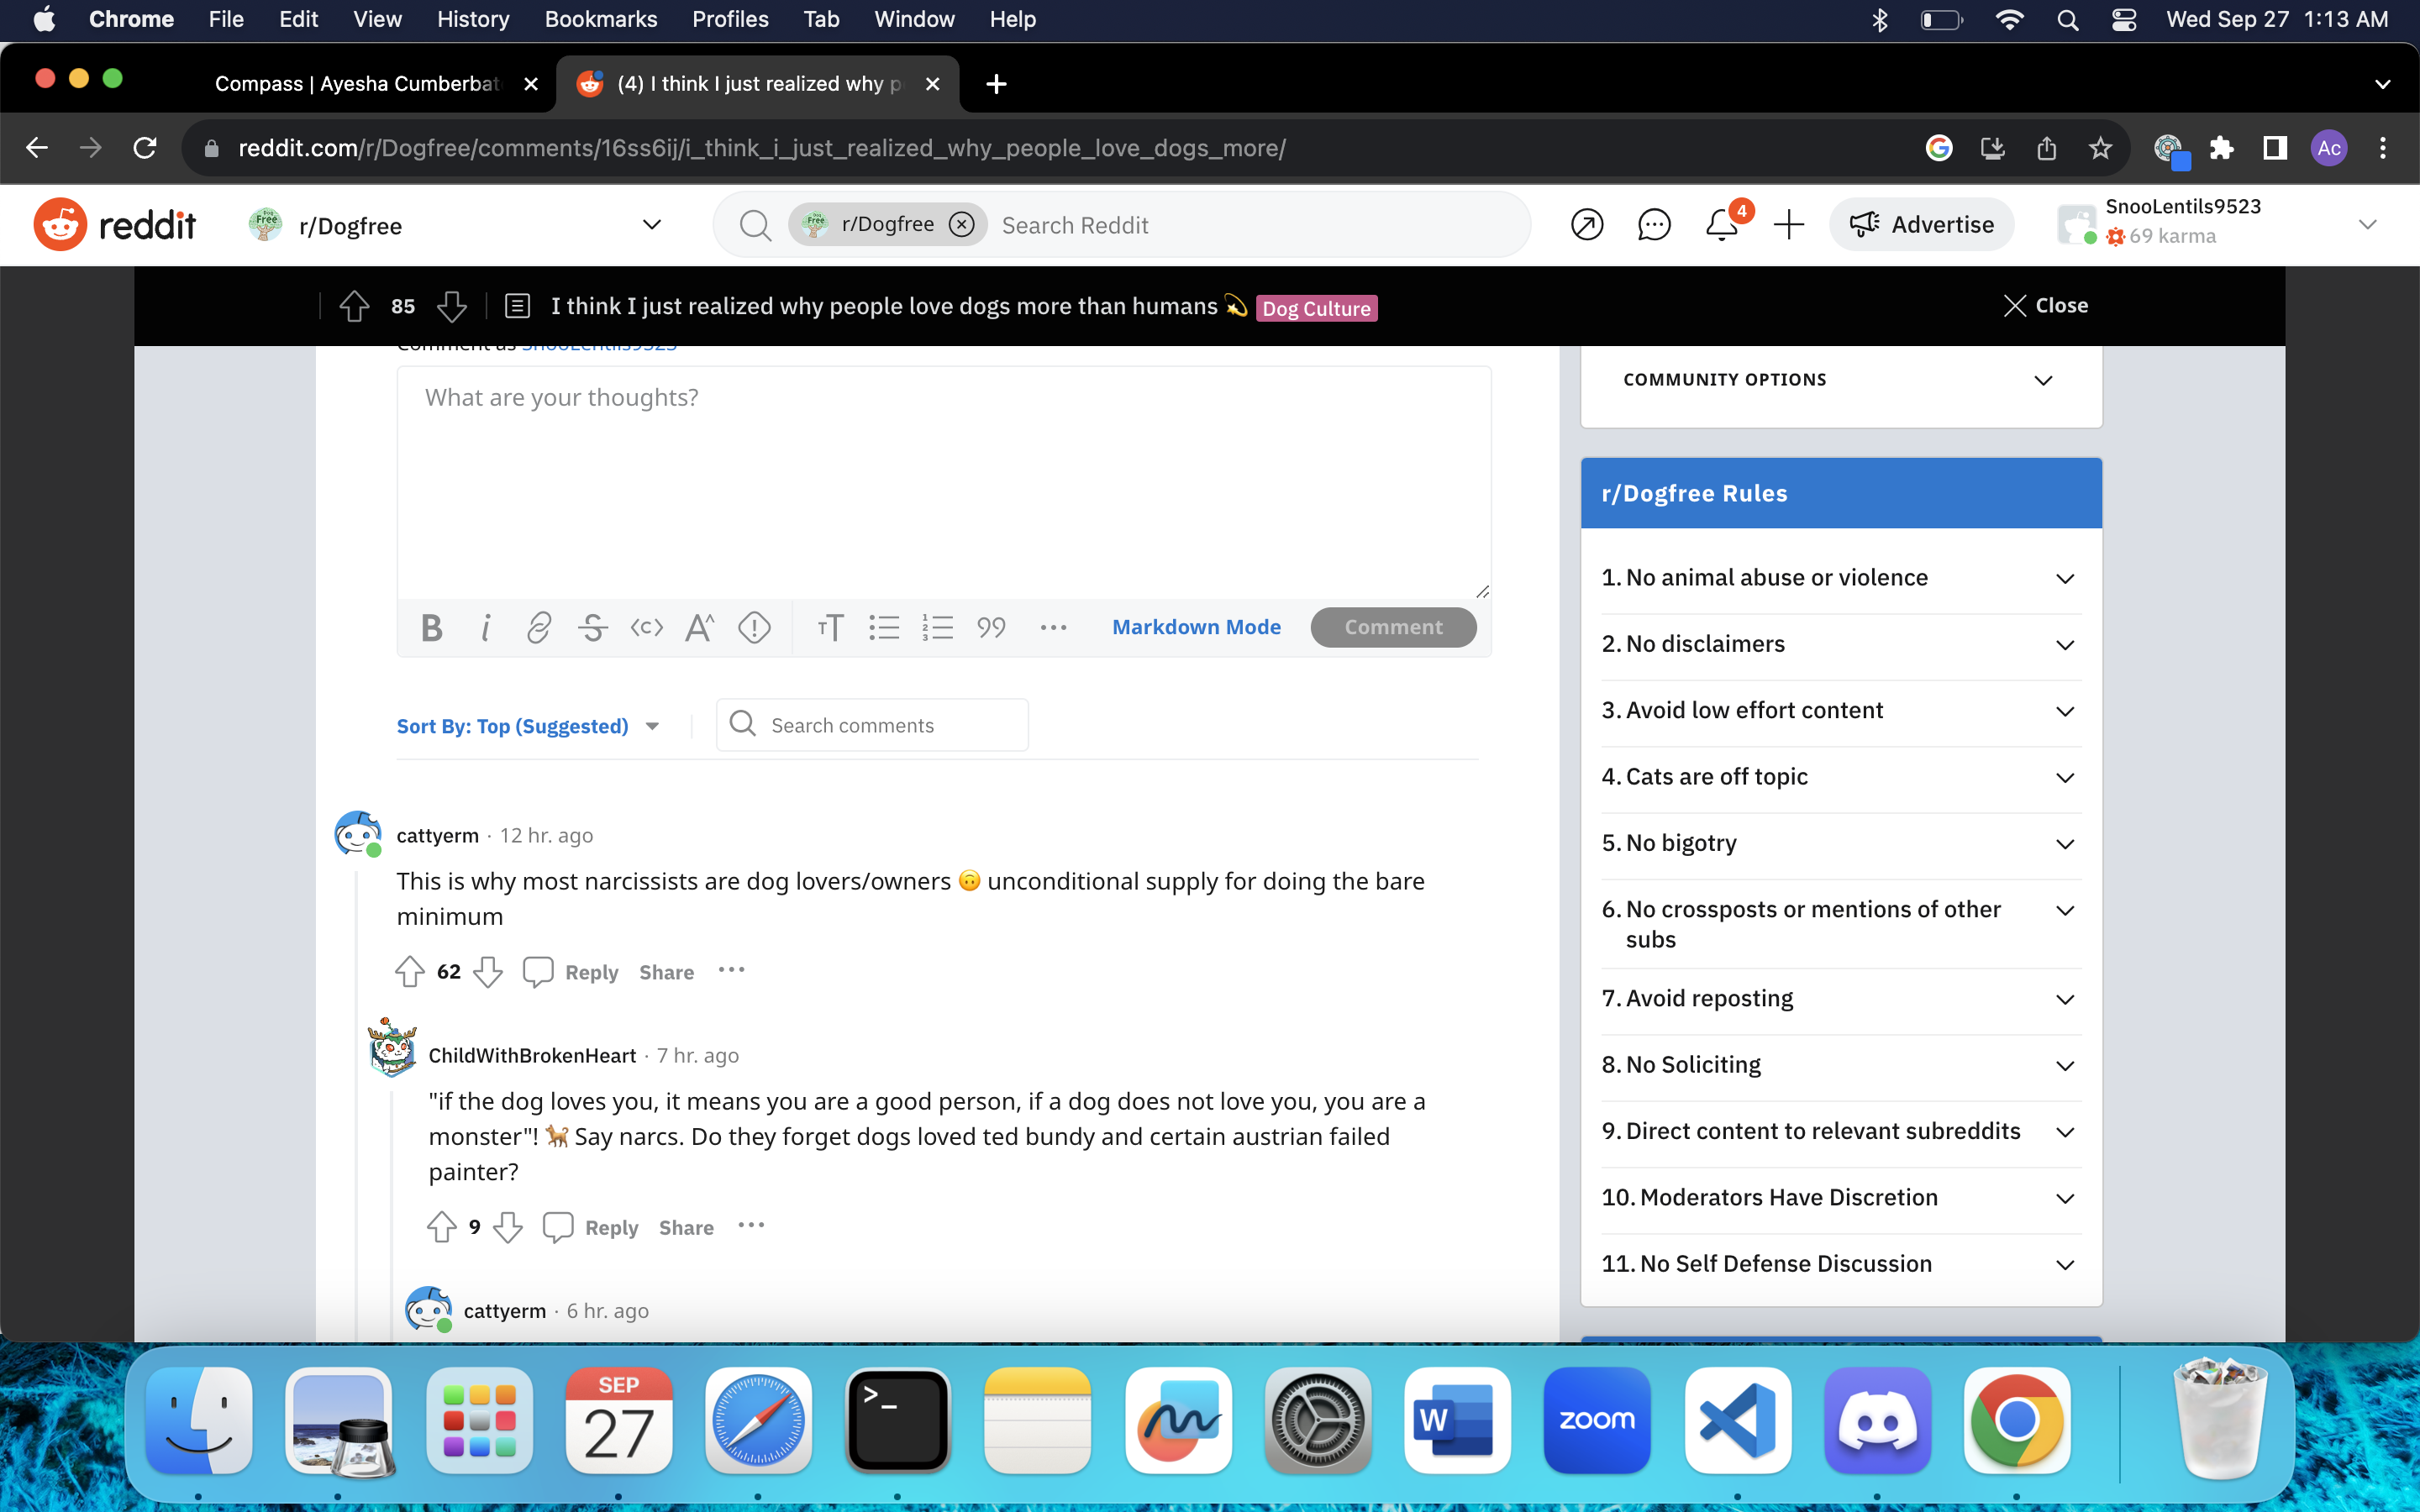 Chrome File Edit View History Bookmarks Profiles Tab Window Help Wed Sep 27 1:13 AM
Compass | Ayesha Cumberbat (4) I think I just realized why p
reddit.com/r/Dogfree/comments/16ss6ij/i_think_i_just_realized_why_people_love_dogs_more/ Ac
reddit r/Dogfree r/Dogfree Search Reddit 4 Advertise SnooLentils9523
69 karma
85 I think I just realized why people love dogs more than humans 💫 Dog Culture Close
Comment as SnooLentils9523
What are your thoughts?
Markdown Mode Comment
Sort By: Top (Suggested) Search comments
cattyerm · 12 hr. ago
This is why most narcissists are dog lovers/owners 🙃 unconditional supply for doing the bare
minimum
62 Reply Share
ChildWithBrokenHeart · 7 hr. ago
"if the dog loves you, it means you are a good person, if a dog does not love you, you are a
monster"! 🐕 Say narcs. Do they forget dogs loved ted bundy and certain austrian failed
painter?
9 Reply Share
cattyerm · 6 hr. ago
COMMUNITY OPTIONS
r/Dogfree Rules
1. No animal abuse or violence
2. No disclaimers
3. Avoid low effort content
4. Cats are off topic
5. No bigotry
6. No crossposts or mentions of other
subs
7. Avoid reposting
8. No Soliciting
9. Direct content to relevant subreddits
10. Moderators Have Discretion
11. No Self Defense Discussion
SEP
27
W
zoom